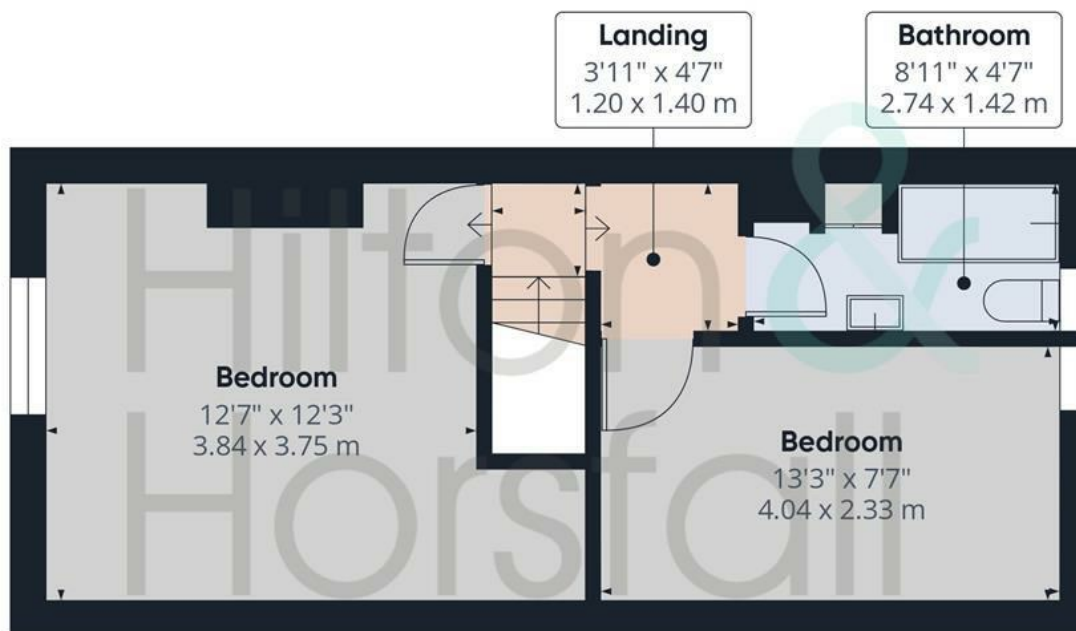 Landing
3'11" x 4'7"
1.20 x 1.40 m
Bathroom
8'11" x 4'7"
2.74 x 1.42 m
Bedroom
12'7" x 12'3"
3.84 x 3.75 m
Bedroom
13'3" x 7'7"
4.04 x 2.33 m
Hilton &
Horsfall